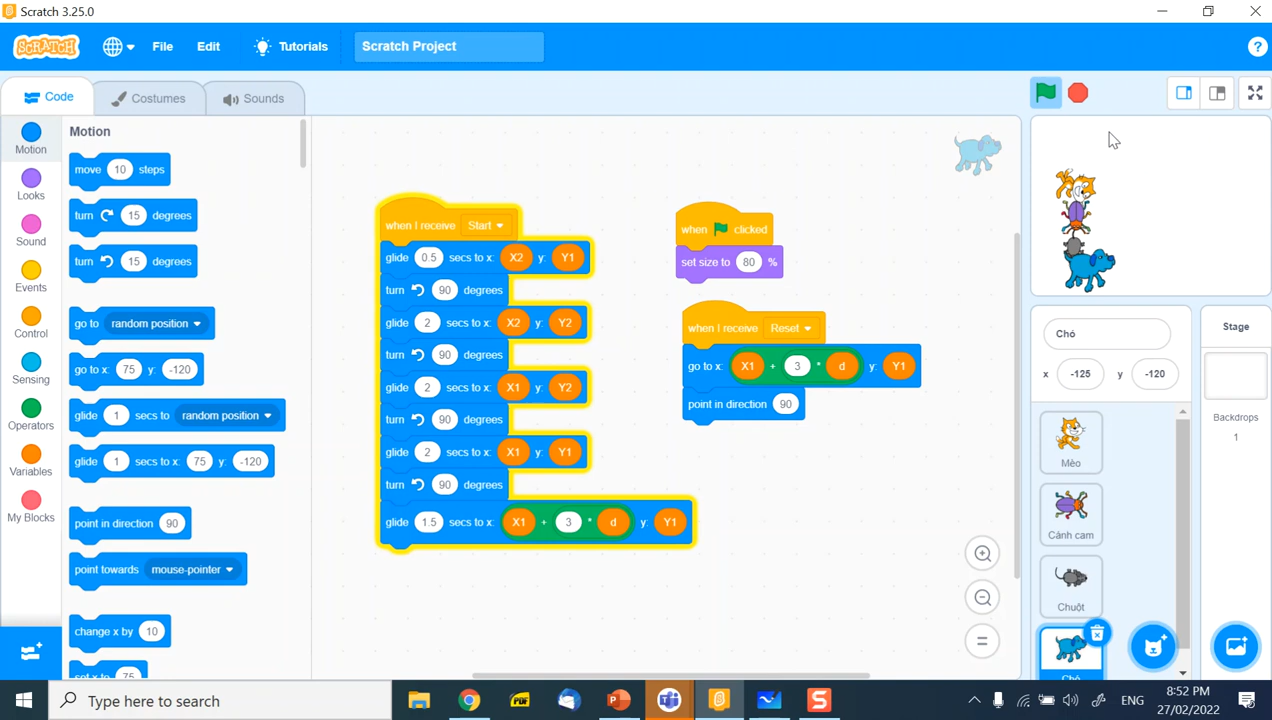 Scratch 3.25.0
SCRATCH File Edit Tutorials Scratch Project
Code Costumes Sounds
Motion
Looks
Sound
Events
Control
Sensing
Operators
Variables
My Blocks
Motion
move 10 steps
turn 15 degrees
turn 15 degrees
go to random position
go to x: 75 y: -120
glide 1 secs to random position
glide 1 secs to x: 75 y: -120
point in direction 90
point towards mouse-pointer
change x by 10
set x to 75
when I receive Start
glide 0.5 secs to x: X2 y: Y1
turn 90 degrees
glide 2 secs to x: X2 y: Y2
turn 90 degrees
glide 2 secs to x: X1 y: Y2
turn 90 degrees
glide 2 secs to x: X1 y: Y1
turn 90 degrees
glide 1.5 secs to x: X1 + 3 * d y: Y1
when clicked
set size to 80 %
when I receive Reset
go to x: X1 + 3 * d y: Y1
point in direction 90
Chó
x -125 y -120
Mèo
Cánh cam
Chuột
Chó
Stage
Backdrops
1
Type here to search
PDF
ENG
8:52 PM
27/02/2022